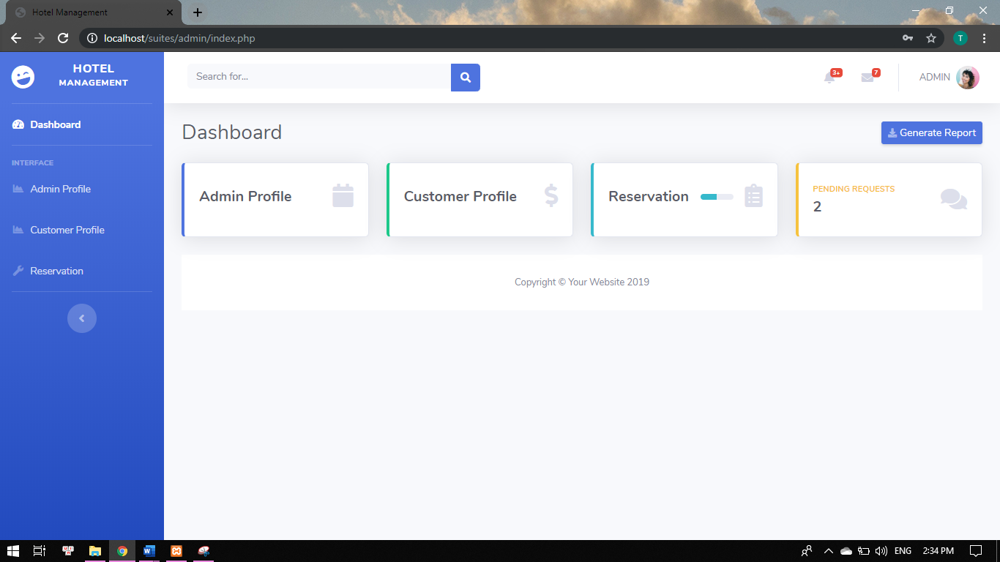 Hotel Management
localhost/suites/admin/index.php
T
HOTEL
MANAGEMENT
Search for...
3+
7
ADMIN
Dashboard
INTERFACE
Admin Profile
Customer Profile
Reservation
Dashboard
Generate Report
Admin Profile
Customer Profile
Reservation
PENDING REQUESTS
2
Copyright © Your Website 2019
ENG
2:34 PM